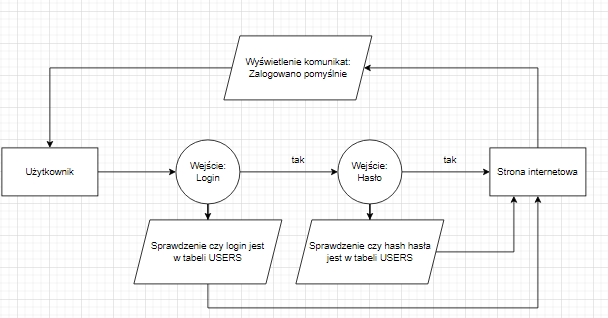 Wyświetlenie komunikat:
Zalogowano pomyślnie
Użytkownik
Wejście:
Login
tak
Wejście:
Hasło
tak
Strona internetowa
Sprawdzenie czy login jest
w tabeli USERS
Sprawdzenie czy hash hasła
jest w tabeli USERS